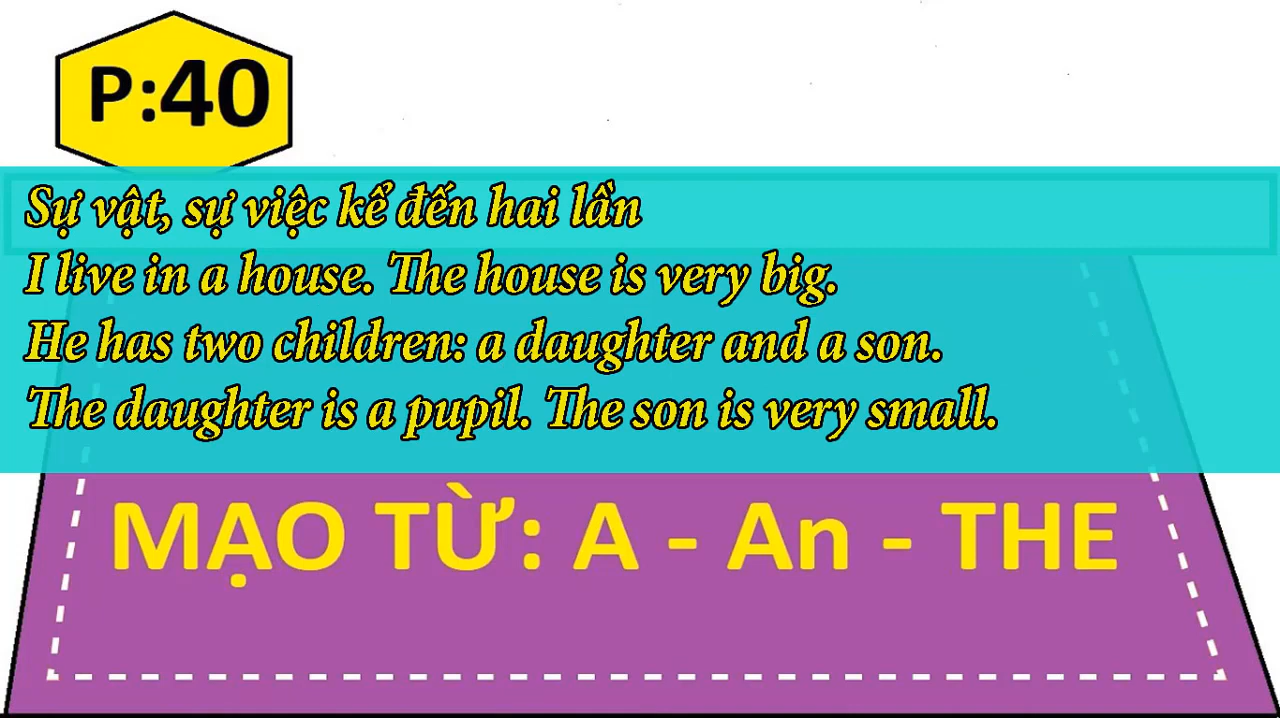 P:40
Sự vật, sự việc kể đến hai lần
I live in a house. The house is very big.
He has two children: a daughter and a son.
The daughter is a pupil. The son is very small.
MẠO TỪ: A - An - THE